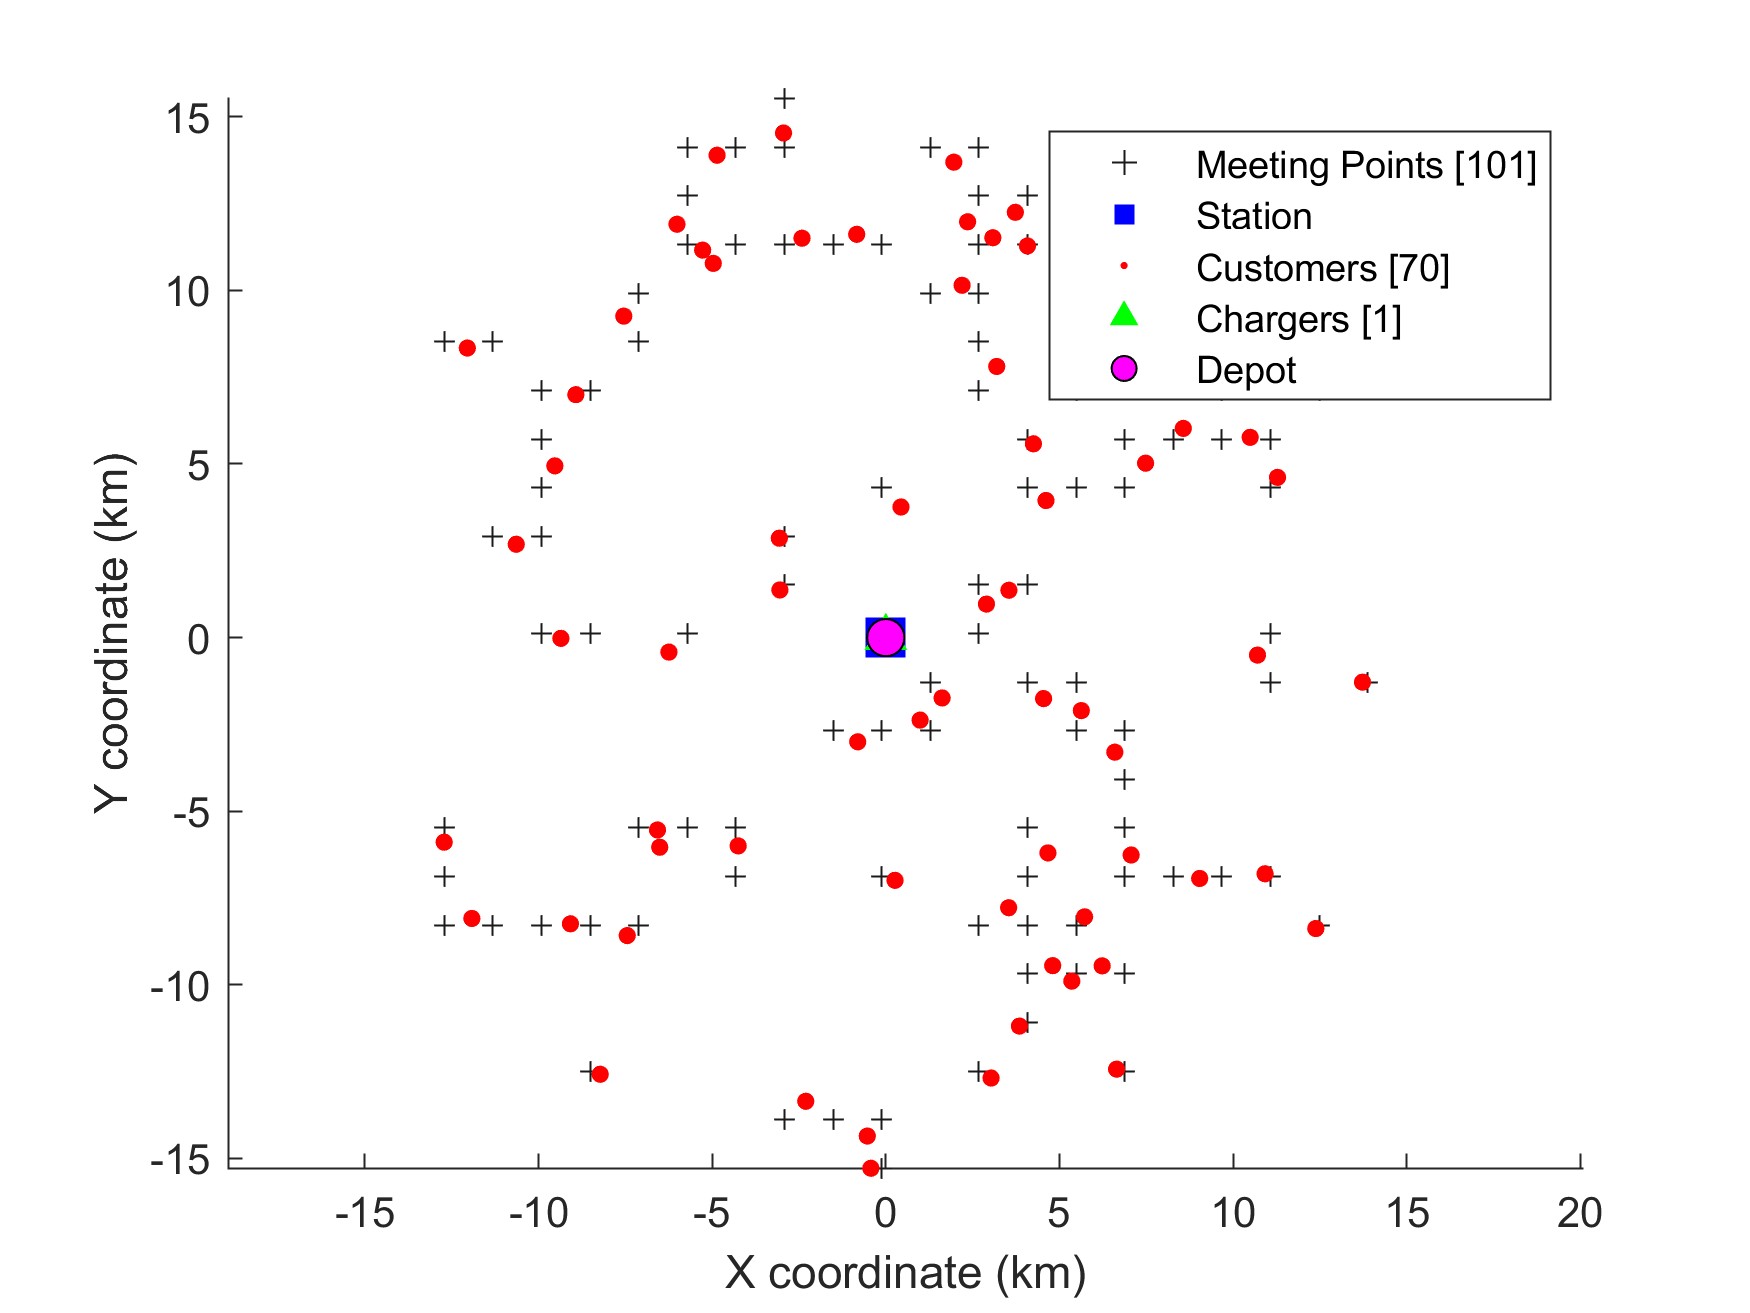 15
10
5
0
-5
-10
-15
Y coordinate (km)
Meeting Points [101]
Station
Customers [70]
Chargers [1]
Depot
-15
-10
-5
0
5
10
15
20
X coordinate (km)